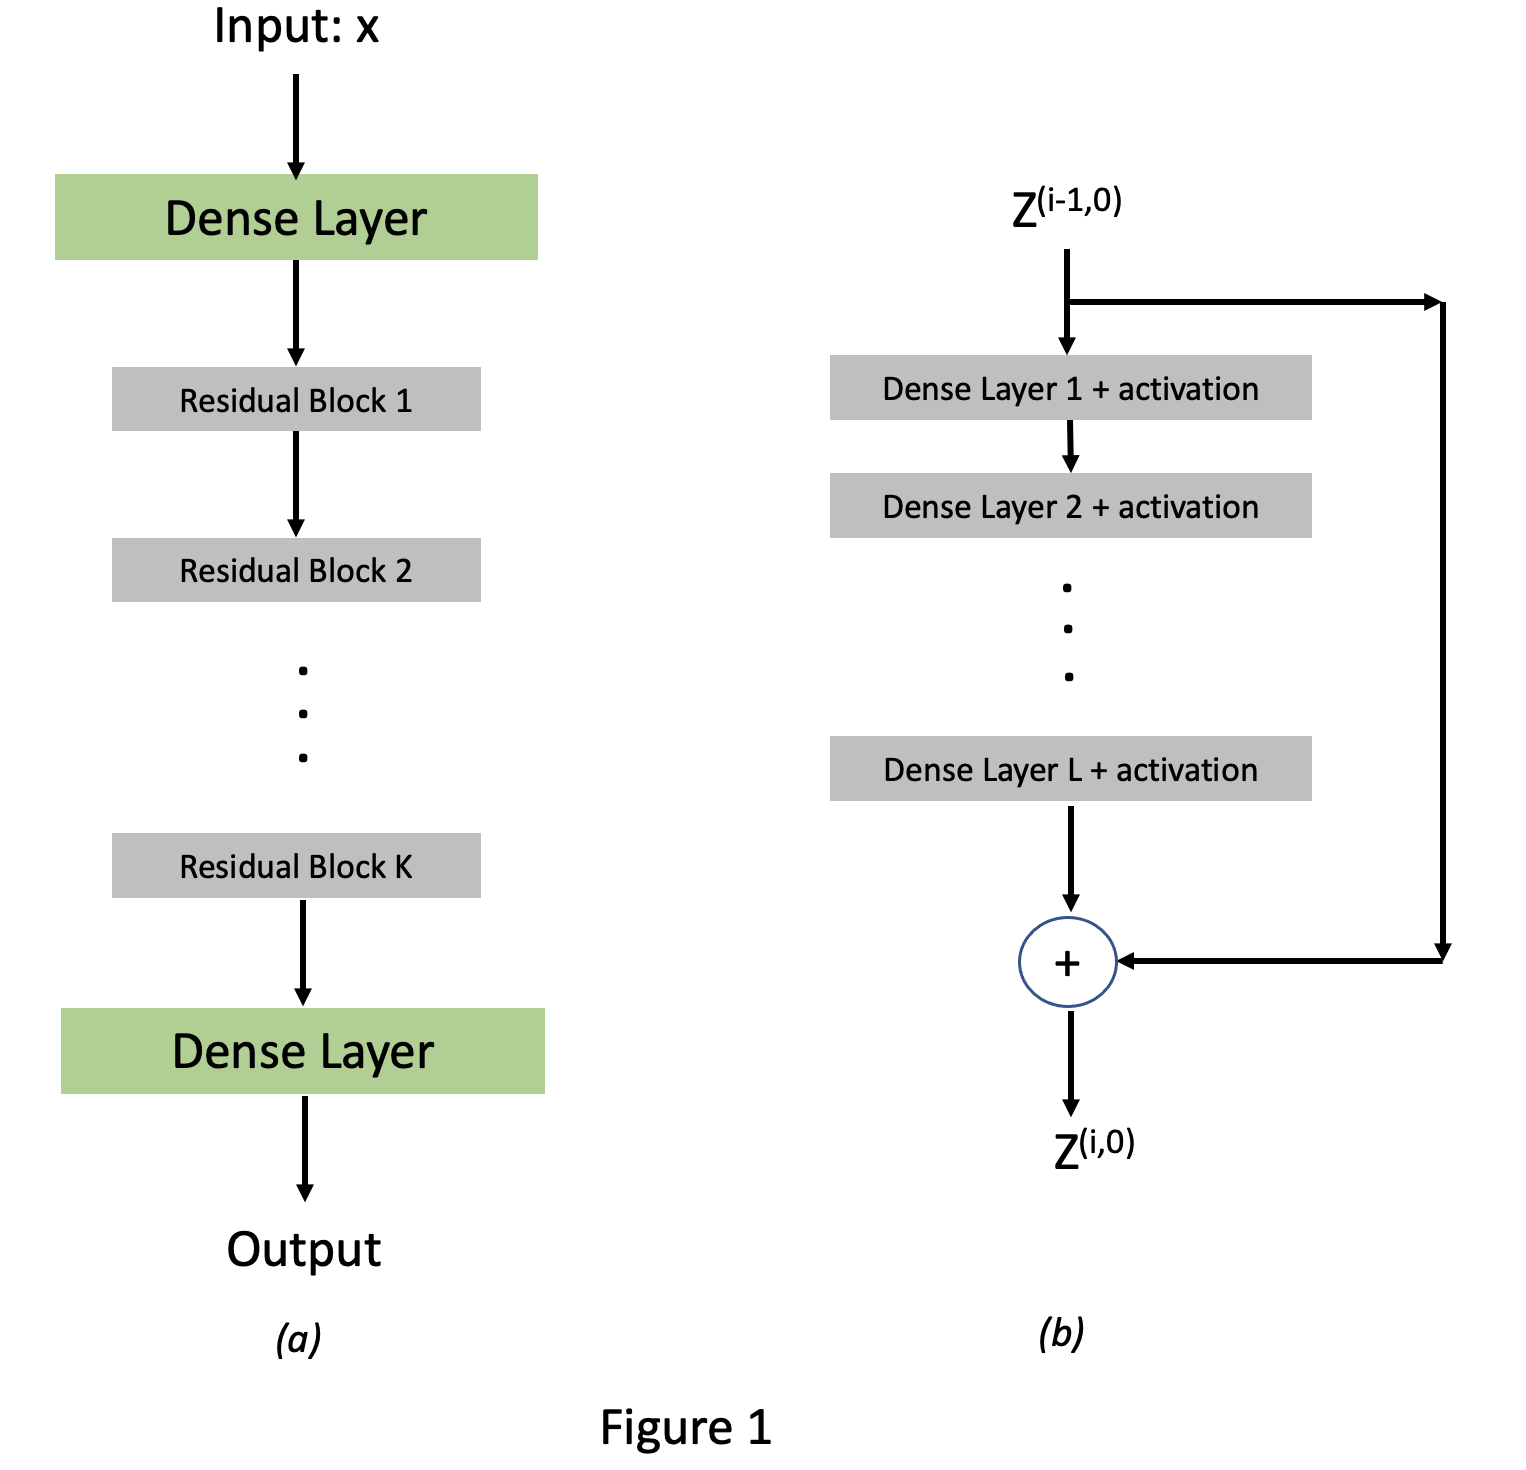 Input: x
Dense Layer
Residual Block 1
Residual Block 2
.
.
.
Residual Block K
Dense Layer
Output
(a)
Z(i-1,0)
Dense Layer 1 + activation
Dense Layer 2 + activation
.
.
.
Dense Layer L + activation
+
Z(i,0)
(b)
Figure 1